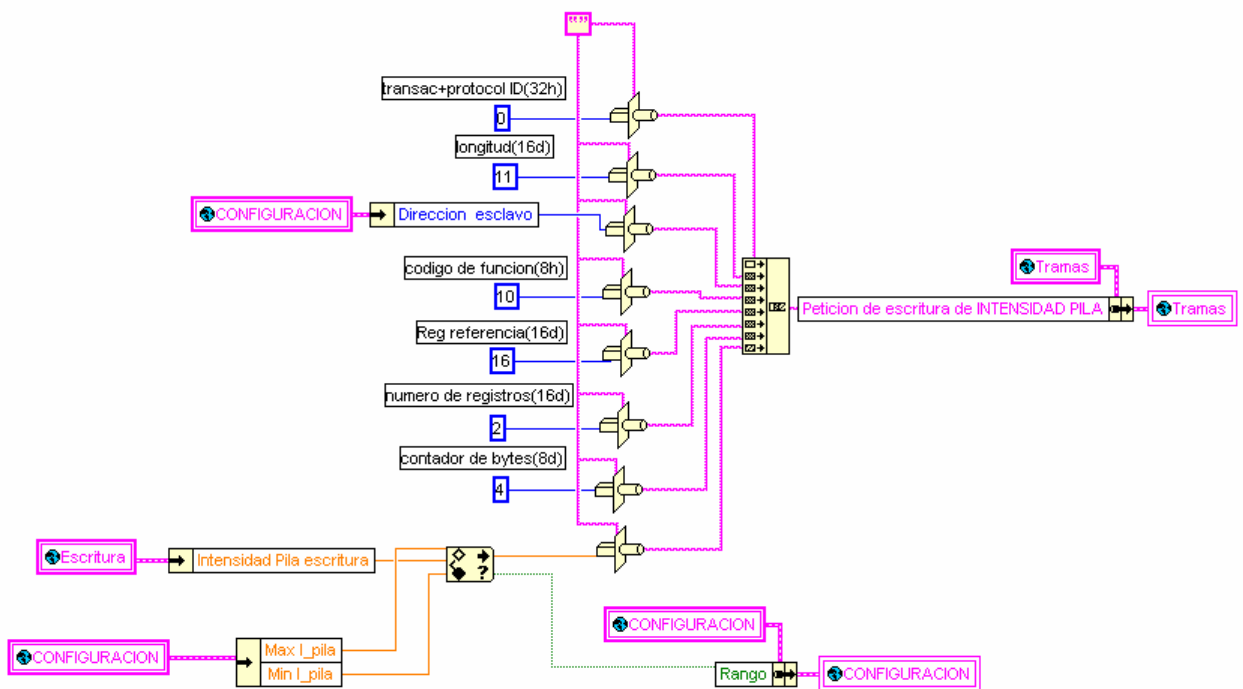 ""
transac+protocol ID(32h)
0
longitud(16d)
11
CONFIGURACION
Direccion esclavo
codigo de funcion(8h)
10
Reg referencia(16d)
16
numero de registros(16d)
2
contador de bytes(8d)
4
Tramas
Peticion de escritura de INTENSIDAD PILA
Tramas
Escritura
Intensidad Pila escritura
?
CONFIGURACION
Max I_pila
Min I_pila
CONFIGURACION
Rango
CONFIGURACION